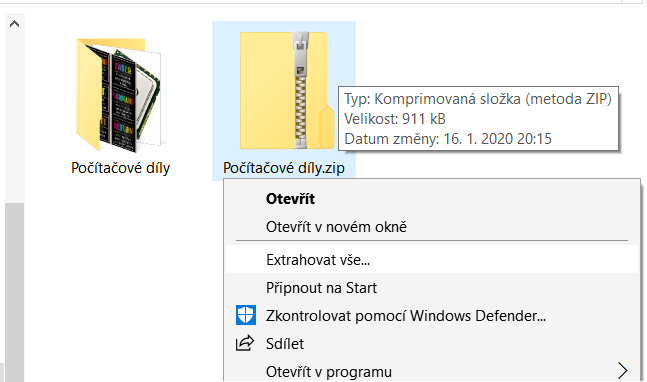 Počítačové díly
Počítačové díly.zip
Typ: Komprimovaná složka (metoda ZIP)
Velikost: 911 kB
Datum změny: 16. 1. 2020 20:15
Otevřít
Otevřít v novém okně
Extrahovat vše...
Připnout na Start
Zkontrolovat pomocí Windows Defender...
Sdílet
Otevřít v programu